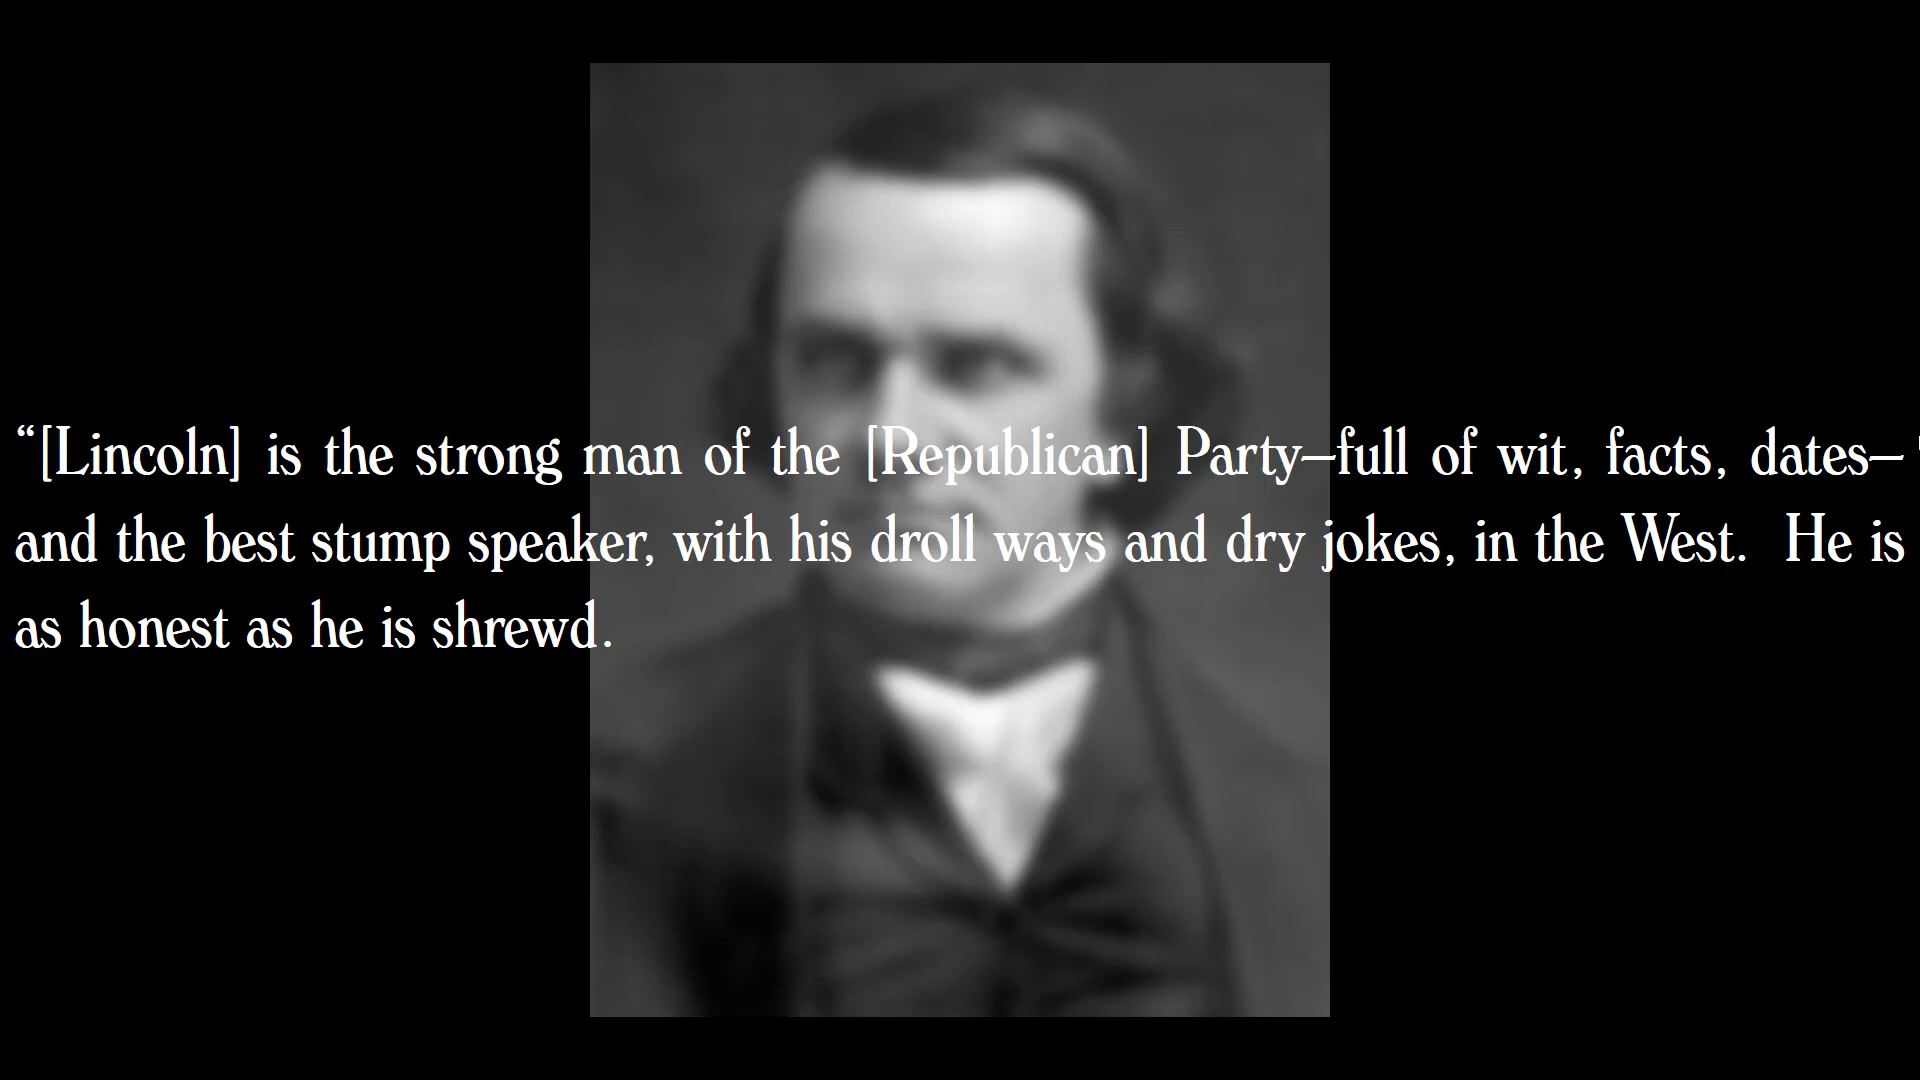 “[Lincoln] is the strong man of the [Republican] Party—full of wit, facts, dates—
and the best stump speaker, with his droll ways and dry jokes, in the West.  He is
as honest as he is shrewd.